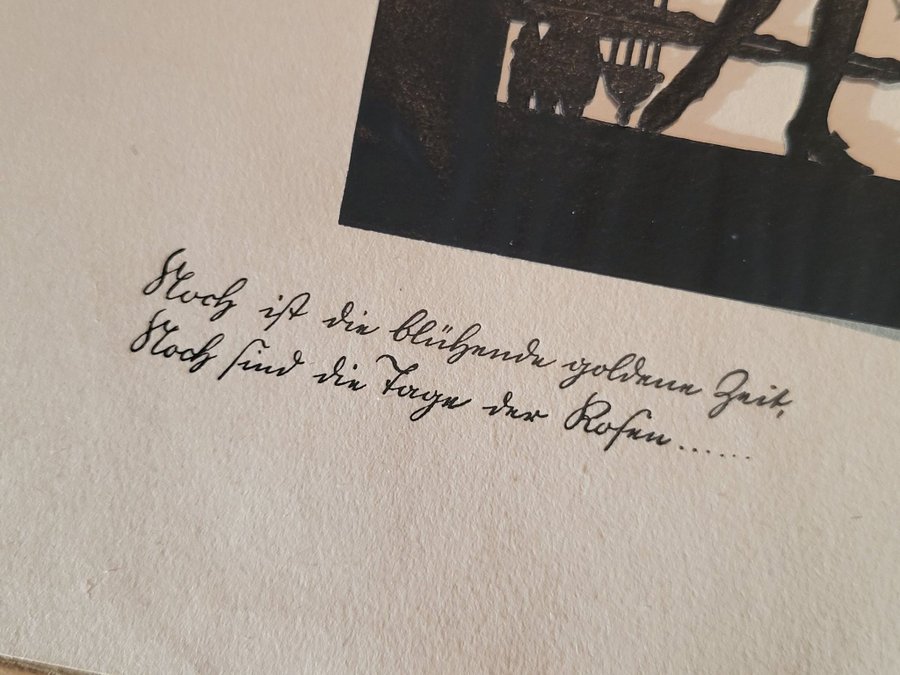 Noch ist die blühende goldene Zeit,
Noch sind die Tage der Rosen......